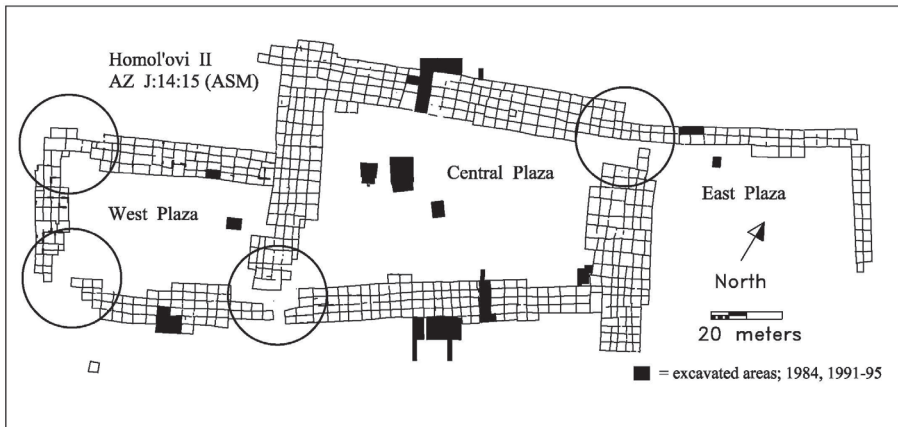 Homol'ovi II
AZ J:14:15 (ASM)
Central Plaza
West Plaza
East Plaza
North
20 meters
= excavated areas; 1984, 1991-95